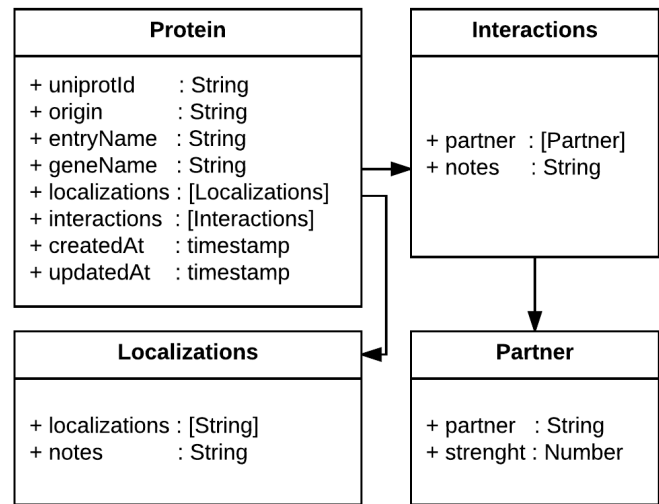 Protein
+ uniprotId : String
+ origin : String
+ entryName : String
+ geneName : String
+ localizations : [Localizations]
+ interactions : [Interactions]
+ createdAt : timestamp
+ updatedAt : timestamp
Interactions
+ partner : [Partner]
+ notes : String
Localizations
+ localizations : [String]
+ notes : String
Partner
+ partner : String
+ strenght : Number